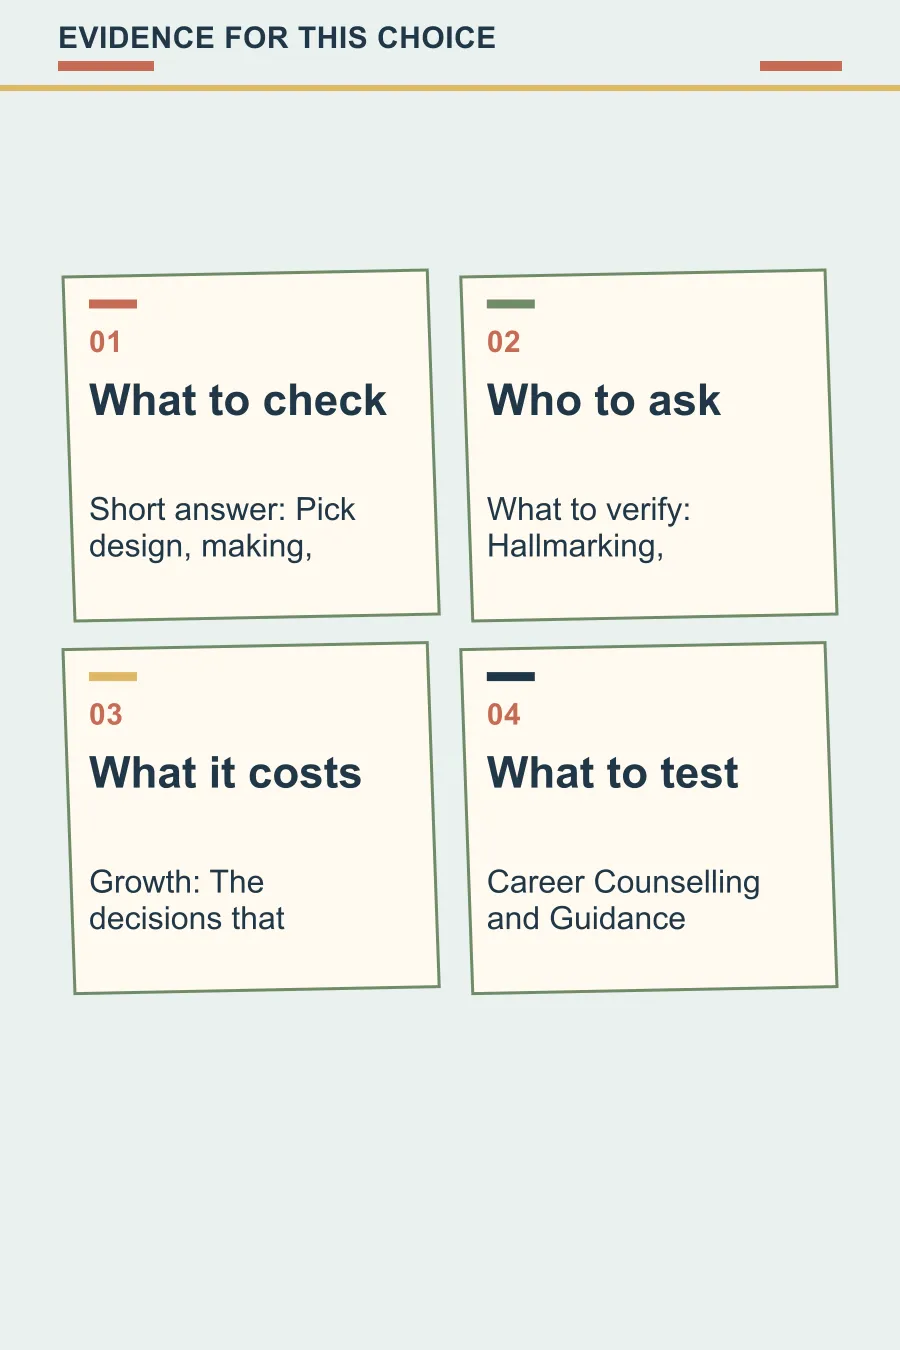 EVIDENCE FOR THIS CHOICE
01
What to check
Short answer: Pick
design, making,
02
Who to ask
What to verify:
Hallmarking,
03
What it costs
Growth: The
decisions that
04
What to test
Career Counselling
and Guidance